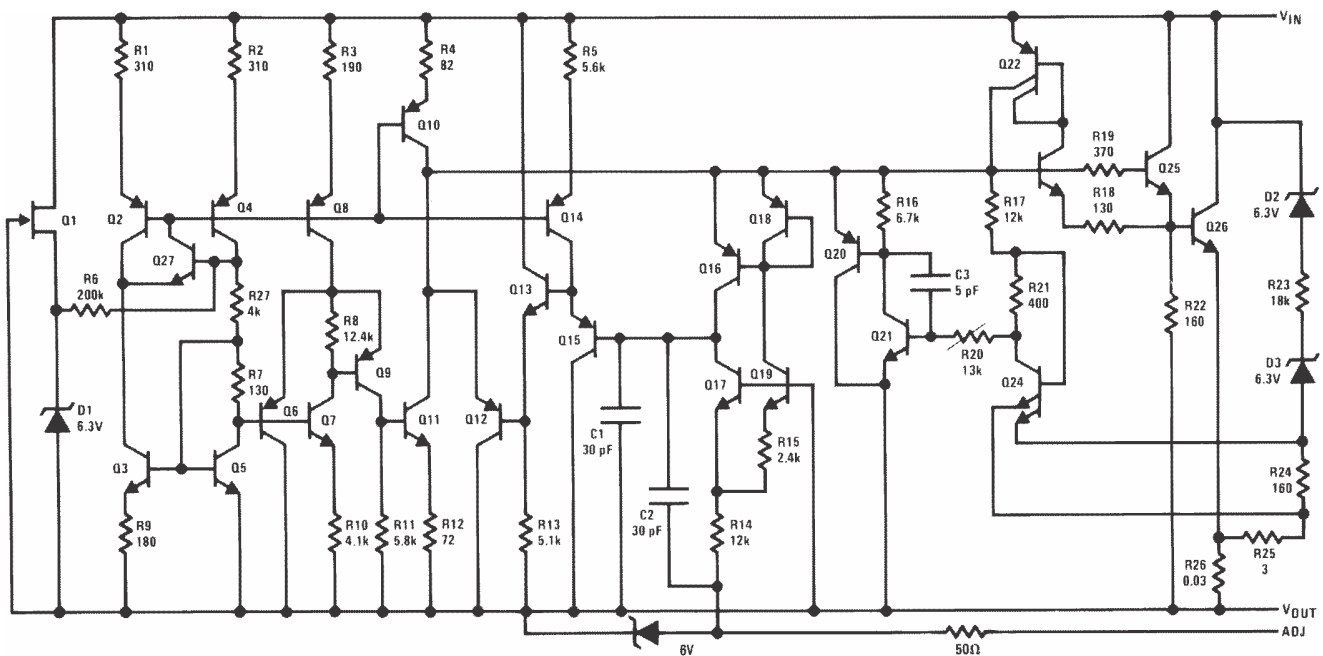 R1
310
R2
310
R3
190
R4
82
R5
5.6k
VIN
Q22
Q10
R19
370
Q25
R18
130
D2
6.3V
Q1
Q2
Q4
Q8
Q14
Q18
R16
6.7k
R17
12k
Q26
Q27
R6
200k
R27
4k
Q13
Q16
Q20
C3
5 pF
R21
400
R23
18k
R8
12.4k
R22
160
Q15
Q21
R20
13k
D1
6.3V
R7
130
Q6
Q7
Q9
Q11
Q12
Q17
Q19
Q24
D3
6.3V
C1
30 pF
R15
2.4k
Q3
Q5
R24
160
C2
30 pF
R9
180
R10
4.1k
R11
5.8k
R12
72
R13
5.1k
R14
12k
R26
0.03
R25
3
VOUT
6V
50Ω
ADJ